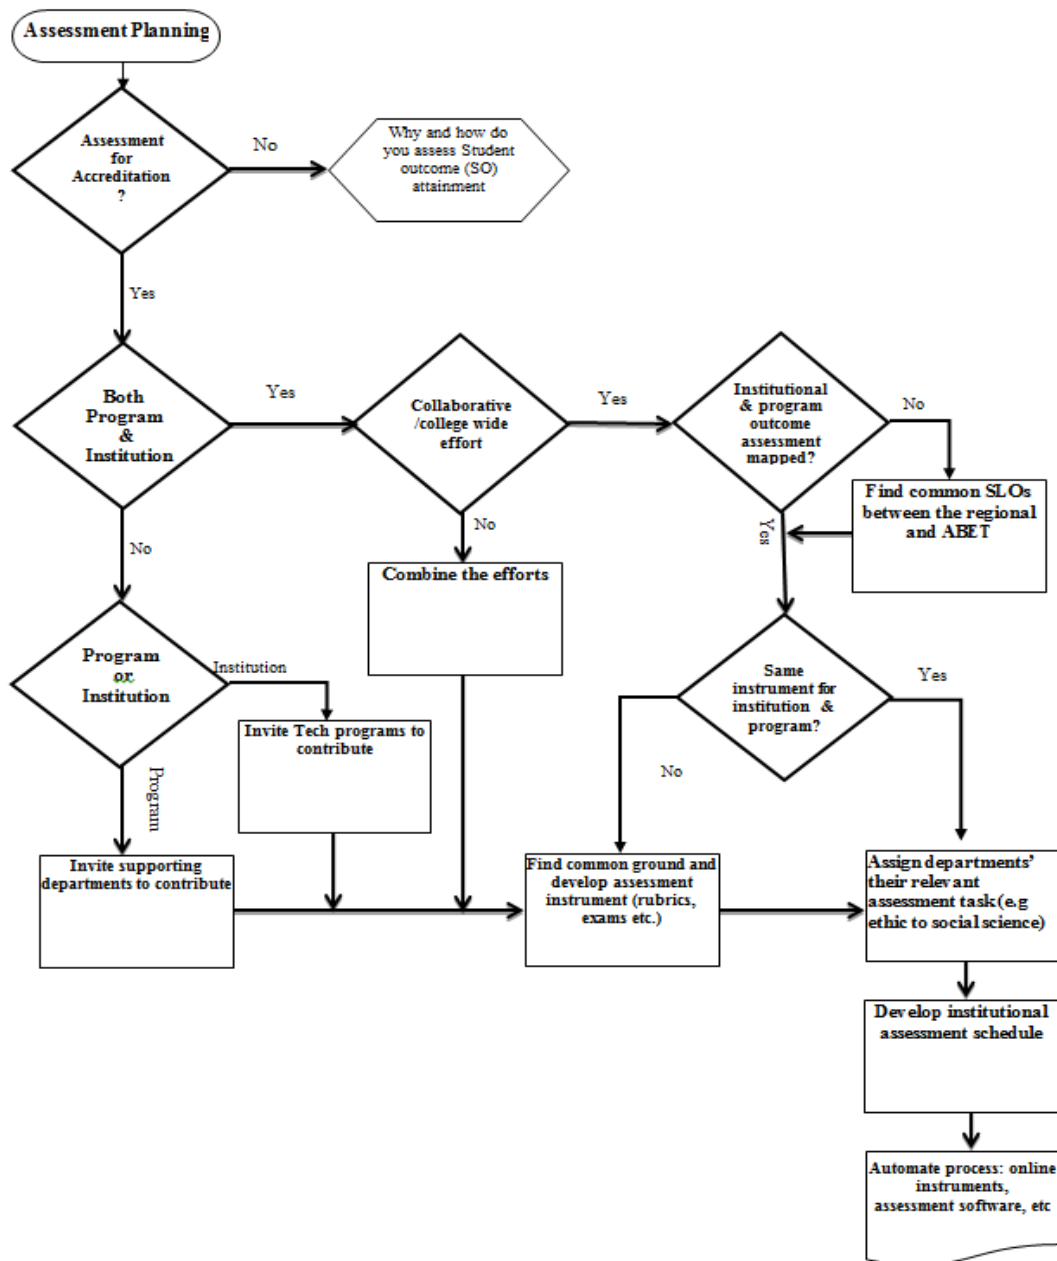 Assessment Planning
Assessment
for
Accreditation
?
No
Why and how do
you assess Student
outcome (SO)
attainment
Yes
Both
Program
&
Institution
Yes
Collaborative
/college wide
effort
Yes
Institutional
& program
outcome
assessment
mapped?
No
Find common SLOs
between the regional
and ABET
Yes
No
Combine the efforts
No
Program
or
Institution
Institution
Invite Tech programs to
contribute
Program
Same
instrument for
institution &
program?
Yes
No
Invite supporting
departments to contribute
Find common ground and
develop assessment
instrument (rubrics,
exams etc.)
Assign departments’
their relevant
assessment task(e.g
ethic to social science)
Develop institutional
assessment schedule
Automate process: online
instruments,
assessment software, etc